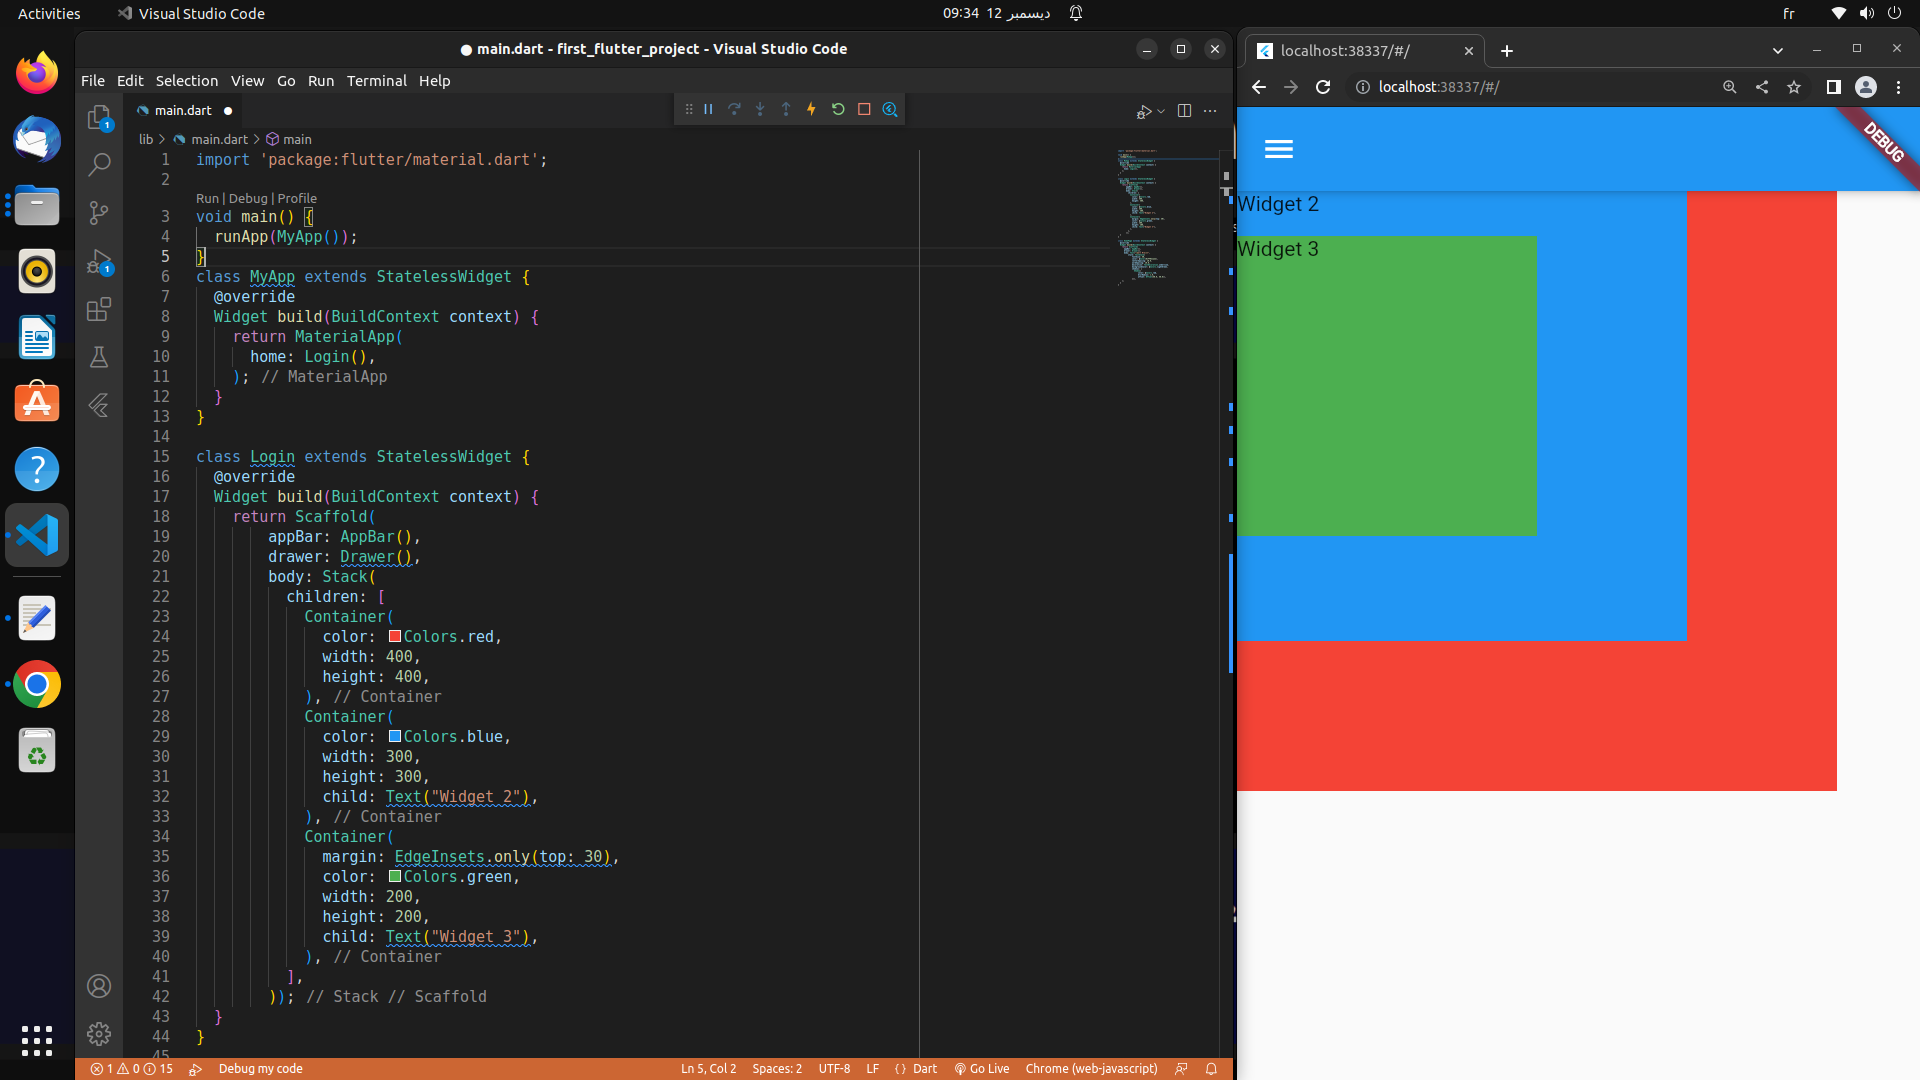 Activities
Visual Studio Code
09:34 12 ديسمبر
fr
main.dart - first_flutter_project - Visual Studio Code
File Edit Selection View Go Run Terminal Help
main.dart
lib > main.dart > main
1 import 'package:flutter/material.dart';
2
Run | Debug | Profile
3 void main() {
4 runApp(MyApp());
5 }
6 class MyApp extends StatelessWidget {
7 @override
8 Widget build(BuildContext context) {
9 return MaterialApp(
10 home: Login(),
11 ); // MaterialApp
12 }
13 }
14
15 class Login extends StatelessWidget {
16 @override
17 Widget build(BuildContext context) {
18 return Scaffold(
19 appBar: AppBar(),
20 drawer: Drawer(),
21 body: Stack(
22 children: [
23 Container(
24 color: Colors.red,
25 width: 400,
26 height: 400,
27 ), // Container
28 Container(
29 color: Colors.blue,
30 width: 300,
31 height: 300,
32 child: Text("Widget 2"),
33 ), // Container
34 Container(
35 margin: EdgeInsets.only(top: 30),
36 color: Colors.green,
37 width: 200,
38 height: 200,
39 child: Text("Widget 3"),
40 ), // Container
41 ],
42 )); // Stack // Scaffold
43 }
44 }
45
1 0 15 Debug my code
Ln 5, Col 2 Spaces: 2 UTF-8 LF {} Dart Go Live Chrome (web-javascript)
1
1
localhost:38337/#/
localhost:38337/#/
DEBUG
Widget 2
Widget 3